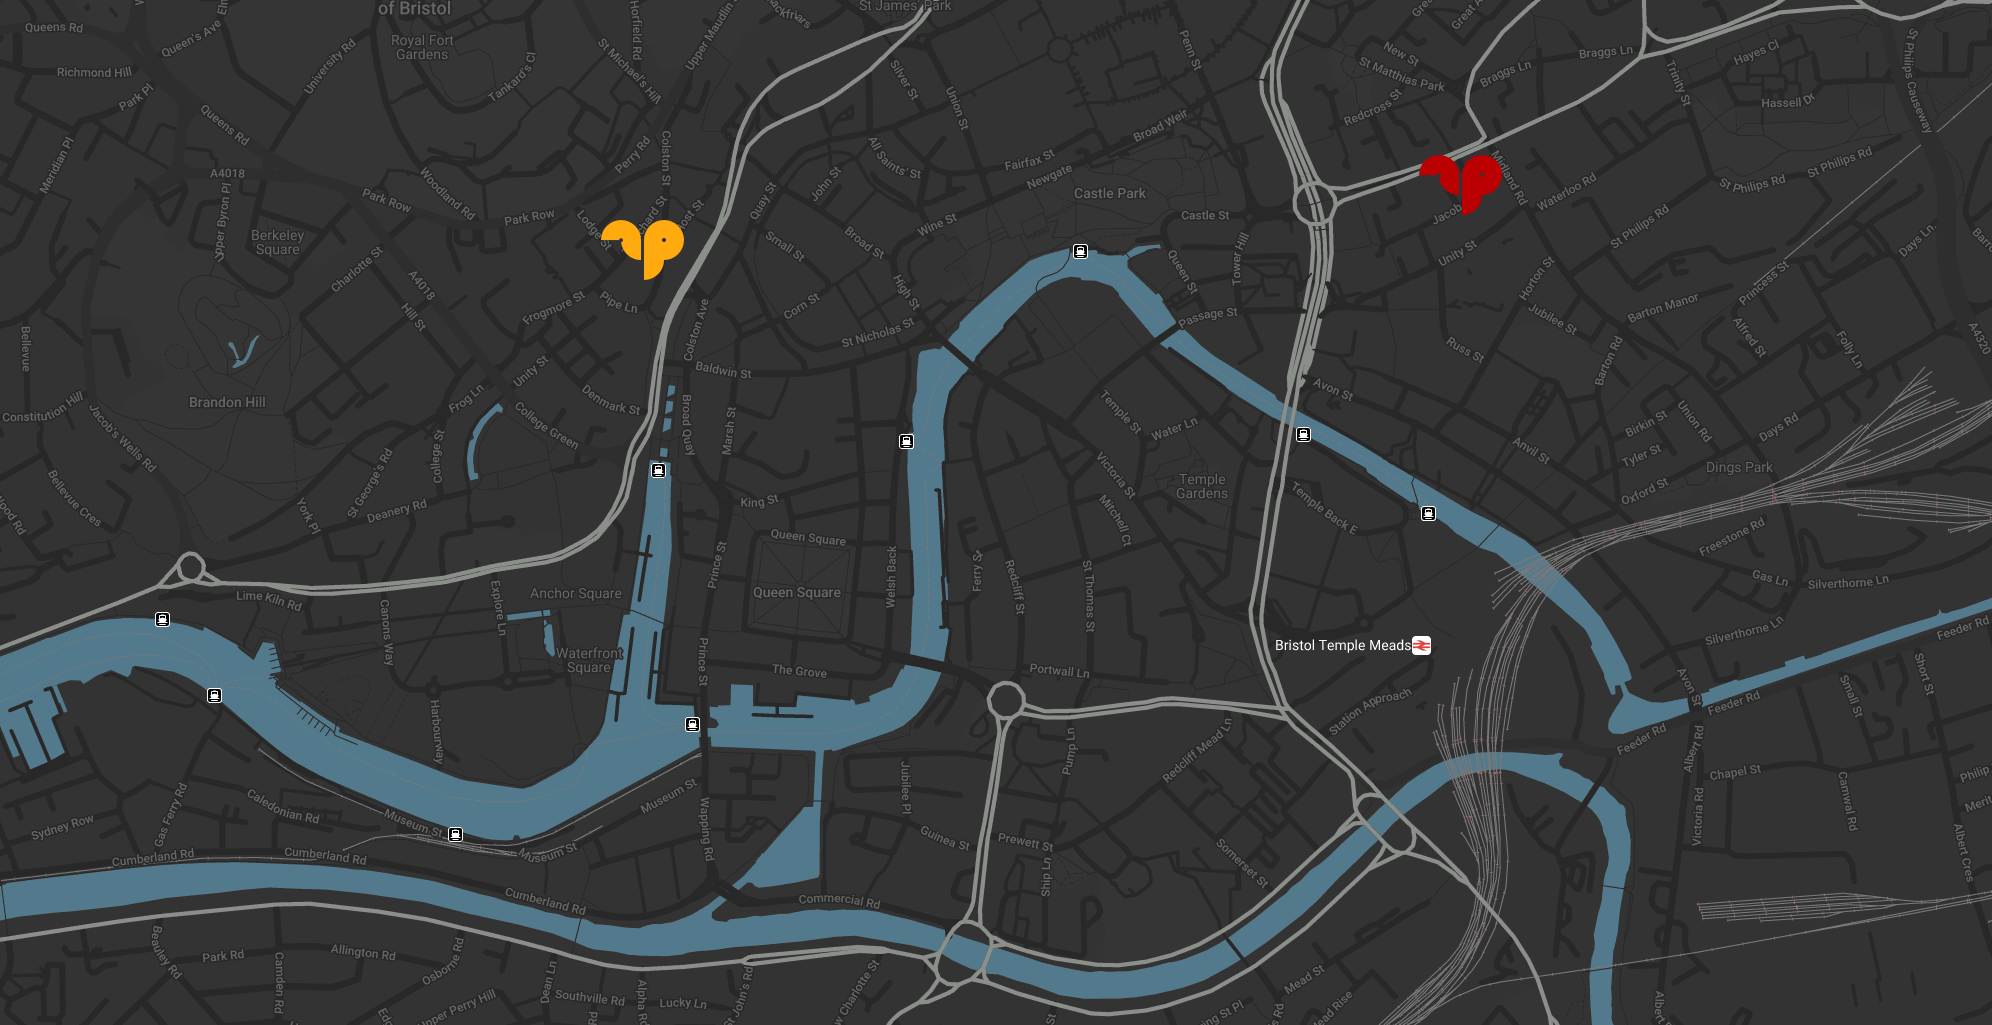 of Bristol
St James' Park
Queens Rd
Queen's Ave
Royal Fort
Gardens
University Rd
Horfield Rd
Upper Maudlin
St Michael's Hill
Tankard's Cl
Richmond Hill
Park Pl
Queens Rd
Silver St
Union St
Penn St
New St
St Matthias Park
Braggs Ln
Braggs Ln
Hayes Cl
Trinity St
Hassell Dr
St Philips Causeway
Redcross St
Broad Weir
Meridian Pl
Perry Rd
Colston St
All Saints' St
Fairfax St
Newgate
Castle Park
A4018
Woodland Rd
Park Row
Park Row
Upper Byron Pl
Berkeley
Square
Lodge St
Quay St
John St
Wine St
Castle St
Midland Rd
Waterloo Rd
St Philips Rd
St Philips Rd
St Philips Rd
Jacob
Unity St
Small St
Broad St
Tower Hill
Queen St
Days Ln.
Charlotte St
A4018
Hill St
Frogmore St
Pipe Ln
Colston Ave
Corn St
High St
St Nicholas St
Passage St
Horton St
Princess St
Barton Manor
Jubilee St
Russ St
Alfred St
Folly Ln
A4320
Bellevue
Brandon Hill
Constitution Hill
Jacob's Wells Rd
Unity St
Frog Ln
Denmark St
College Green
College St
Baldwin St
Broad Quay
Marsh St
Barton Rd
Avon St
Temple St
Water Ln
Victoria St
Birkin St
Union Rd
Days Rd
Tyler St
Anvil St
Dings Park
Oxford St
Bellevue Cres
St George's Rd
York Pl
Deanery Rd
King St
Temple
Gardens
Mitchell Ct
Temple Back E
Queen Square
Prince St
Queen Square
Welsh Back
Redcliff St
St Thomas St
Freestone Rd
Gas Ln
Silverthorne Ln
Silverthorne Ln
Feeder Rd
Lime Kiln Rd
Explore Ln
Anchor Square
Canons Way
Waterfront
Square
Prince St
The Grove
Portwall Ln
Bristol Temple Meads
Station Approach
Avon St
Feeder Rd
Feeder Rd
Small St
Short St
Harbourway
Redcliff Mead Ln
Pump Ln
Jubilee Pl
Albert Rd
Chapel St
Camwal Rd
Victoria Rd
Albert Cres
Gas Ferry Rd
Sydney Row
Caledonian Rd
Museum St
Museum St
Museum St
Wapping Rd
Guinea St
Prewett St
Ship Ln
Somerset St
Cumberland Rd
Cumberland Rd
Cumberland Rd
Commercial Rd
Beauley Rd
Park Rd
Camden Rd
Allington Rd
Osborne Rd
Upper Perry Hill
Dean Ln
Southville Rd
Lucky Ln
St John's Rd
Mead St
Mead Rise